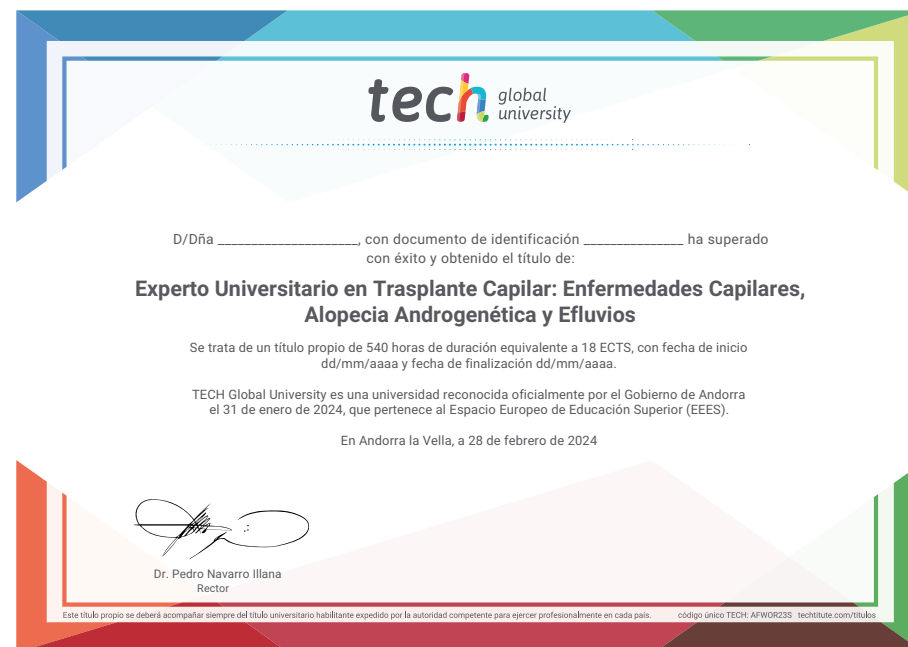 tech global university
D/Dña _____________________, con documento de identificación _______________ ha superado
con éxito y obtenido el título de:
Experto Universitario en Trasplante Capilar: Enfermedades Capilares,
Alopecia Androgenética y Efluvios
Se trata de un título propio de 540 horas de duración equivalente a 18 ECTS, con fecha de inicio
dd/mm/aaaa y fecha de finalización dd/mm/aaaa.
TECH Global University es una universidad reconocida oficialmente por el Gobierno de Andorra
el 31 de enero de 2024, que pertenece al Espacio Europeo de Educación Superior (EEES).
En Andorra la Vella, a 28 de febrero de 2024
Dr. Pedro Navarro Illana
Rector
Este título propio se deberá acompañar siempre del título universitario habilitante expedido por la autoridad competente para ejercer profesionalmente en cada país. código único TECH: AFWOR23S techtitute.com/titulos